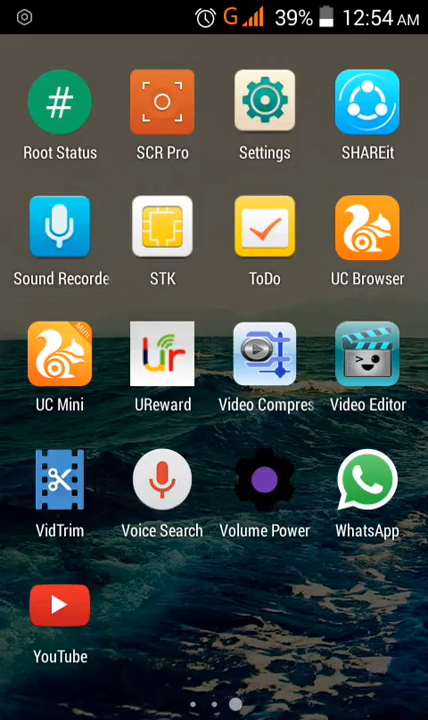 G 39% 12:54 AM
#
Root Status SCR Pro Settings SHAREit
Sound Recorde STK ToDo UC Browser
Mini
ur
UC Mini UReward Video Compres Video Editor
VidTrim Voice Search Volume Power WhatsApp
YouTube